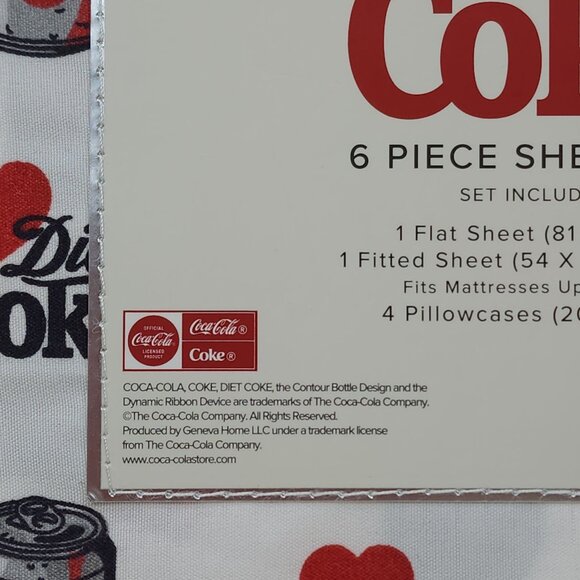 Co
6 PIECE SHE
SET INCLUD
1 Flat Sheet (81
1 Fitted Sheet (54 X
Fits Mattresses Up
4 Pillowcases (20
Di
ok
OFFICIAL
Coca-Cola
LICENSED
PRODUCT
Coca-Cola®
Coke®
COCA-COLA, COKE, DIET COKE, the Contour Bottle Design and the
Dynamic Ribbon Device are trademarks of The Coca-Cola Company.
©The Coca-Cola Company. All Rights Reserved.
Produced by Geneva Home LLC under a trademark license
from The Coca-Cola Company.
www.coca-colastore.com